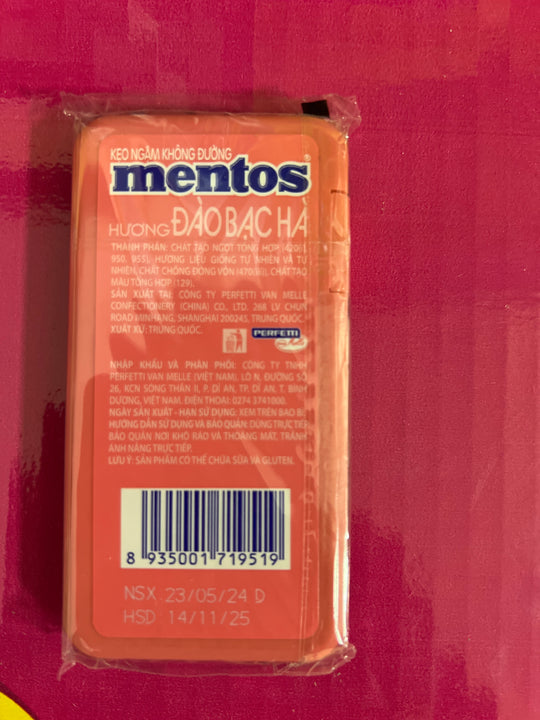 KẸO NGẬM KHÔNG ĐƯỜNG
mentos®
HƯƠNG ĐÀO BẠC HÀ
THÀNH PHẦN: CHẤT TẠO NGỌT TỔNG HỢP (420(i),
950, 955), HƯƠNG LIỆU GIỐNG TỰ NHIÊN VÀ TỰ
NHIÊN, CHẤT CHỐNG ĐÔNG VÓN (470(iii)), CHẤT TẠO
MÀU TỔNG HỢP (129).
SẢN XUẤT TẠI: CÔNG TY PERFETTI VAN MELLE
CONFECTIONERY (CHINA) CO., LTD. 268 LV CHUN
ROAD MINHANG, SHANGHAI 200245, TRUNG QUỐC.
XUẤT XỨ: TRUNG QUỐC.
PERFETTI
NHẬP KHẨU VÀ PHÂN PHỐI: CÔNG TY TNHH
PERFETTI VAN MELLE (VIỆT NAM), LÔ N, ĐƯỜNG SỐ
26, KCN SÓNG THẦN II, P. DĨ AN, TP. DĨ AN, T. BÌNH
DƯƠNG, VIỆT NAM. ĐIỆN THOẠI: 0274 3741000.
NGÀY SẢN XUẤT - HẠN SỬ DỤNG: XEM TRÊN BAO BÌ.
HƯỚNG DẪN SỬ DỤNG VÀ BẢO QUẢN: DÙNG TRỰC TIẾP.
BẢO QUẢN NƠI KHÔ RÁO VÀ THOÁNG MÁT, TRÁNH
ÁNH NẮNG TRỰC TIẾP.
LƯU Ý: SẢN PHẨM CÓ THỂ CHỨA SỮA VÀ GLUTEN.
8 935001 719519
NSX 23/05/24 D
HSD 14/11/25